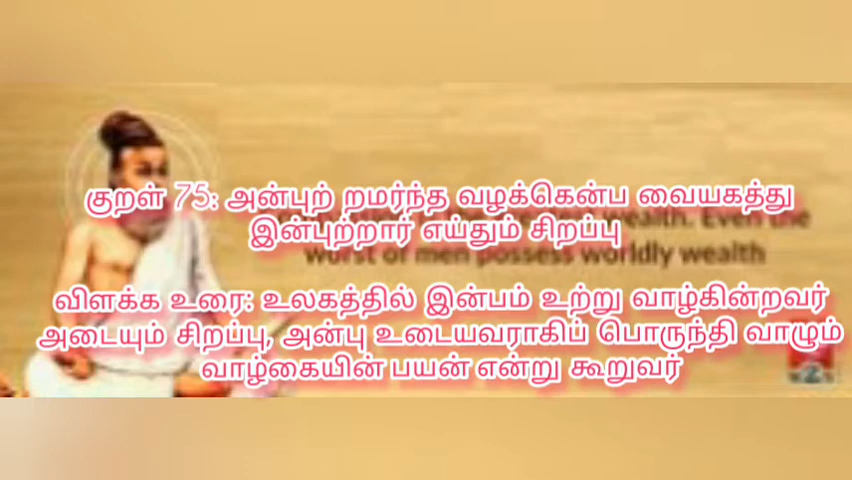 குறள் 75: அன்புற் றமர்ந்த வழக்கென்ப வையகத்து
இன்புற்றார் எய்தும் சிறப்பு
wealth. Even the
worst of men possess worldly wealth
விளக்க உரை: உலகத்தில் இன்பம் உற்று வாழ்கின்றவர்
அடையும் சிறப்பு, அன்பு உடையவராகிப் பொருந்தி வாழும்
வாழ்கையின் பயன் என்று கூறுவர்